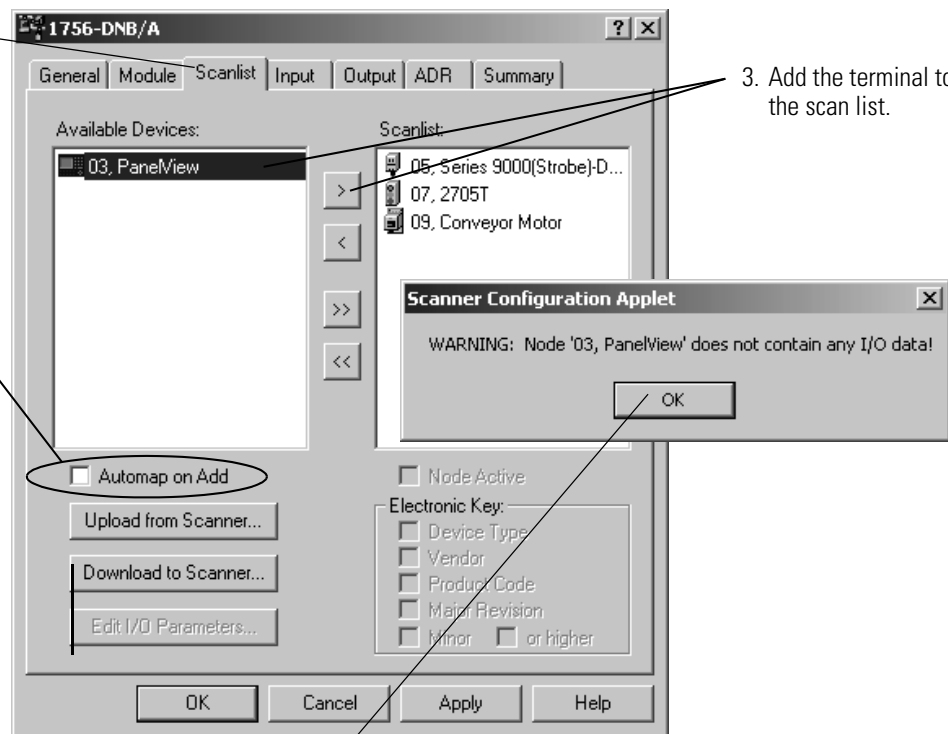 1756-DNB/A
General Module Scanlist Input Output ADR Summary
3. Add the terminal to
the scan list.
Available Devices:
Scanlist:
03, PanelView
05, Series 9000(Strobe)-D...
07, 2705T
09, Conveyor Motor
>
<
>>
<<
Scanner Configuration Applet
WARNING: Node '03, PanelView' does not contain any I/O data!
OK
Automap on Add
Upload from Scanner...
Download to Scanner...
Edit I/O Parameters...
Node Active
Electronic Key:
Device Type
Vendor
Product Code
Major Revision
Minor or higher
OK Cancel Apply Help